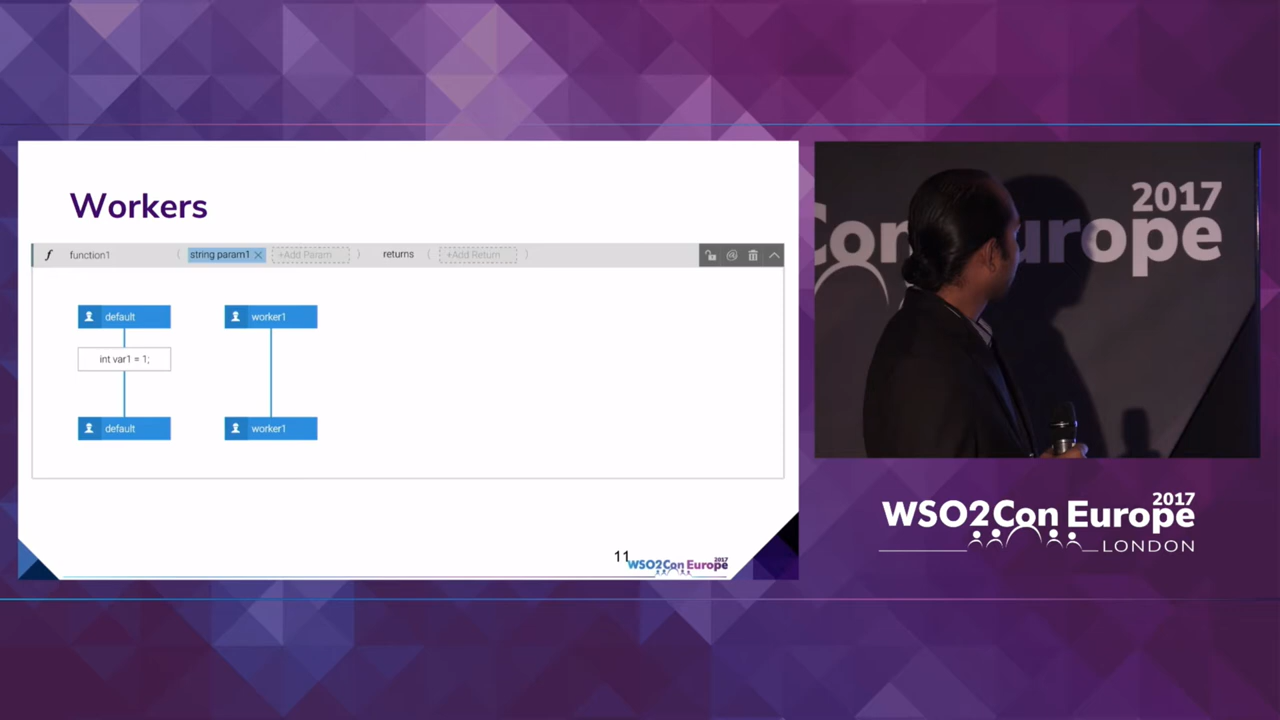 Workers
function1 ( string param1 × +Add Param ) returns ( +Add Return )
default worker1
int var1 = 1;
default worker1
11
WSO2Con Europe 2017
2017
Con Europe
WSO2Con Europe 2017
LONDON